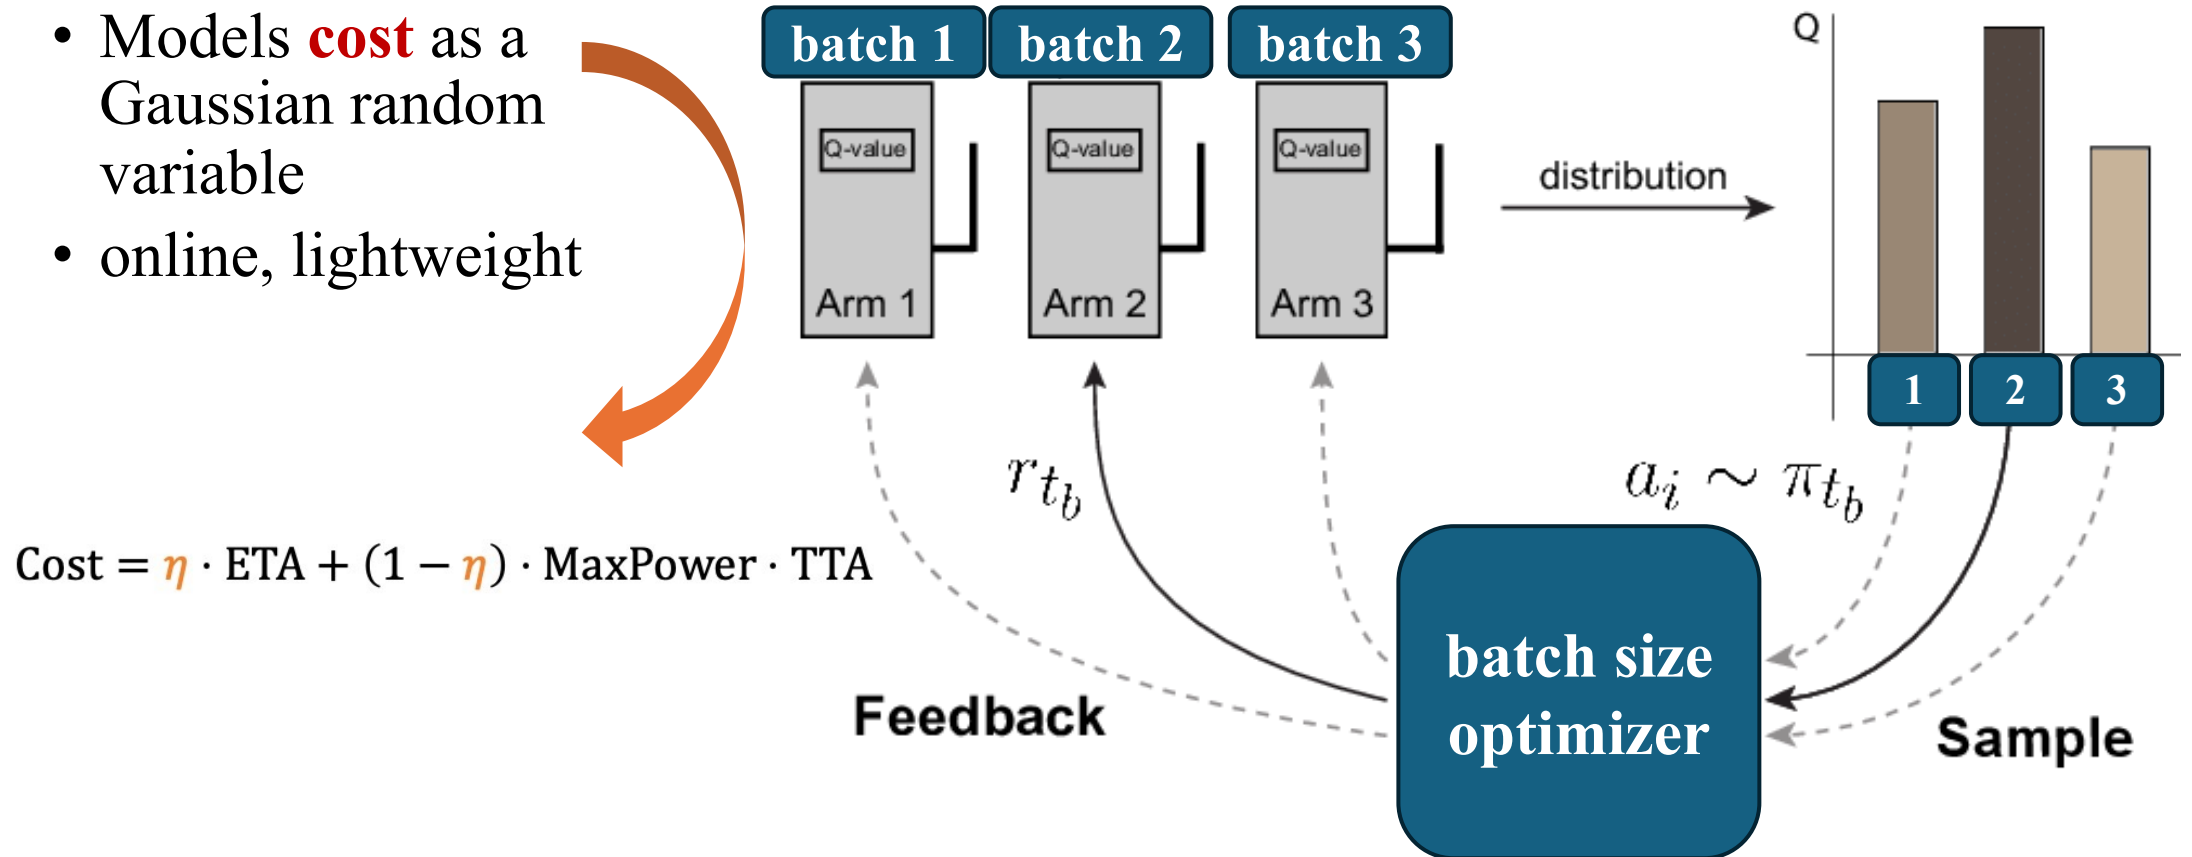 • Models cost as a
Gaussian random
variable
• online, lightweight
Cost = η · ETA + (1 − η) · MaxPower · TTA
batch 1
batch 2
batch 3
Q-value
Q-value
Q-value
Arm 1
Arm 2
Arm 3
distribution
Q
1
2
3
r_{t_b}
a_i ∼ π_{t_b}
batch size
optimizer
Feedback
Sample